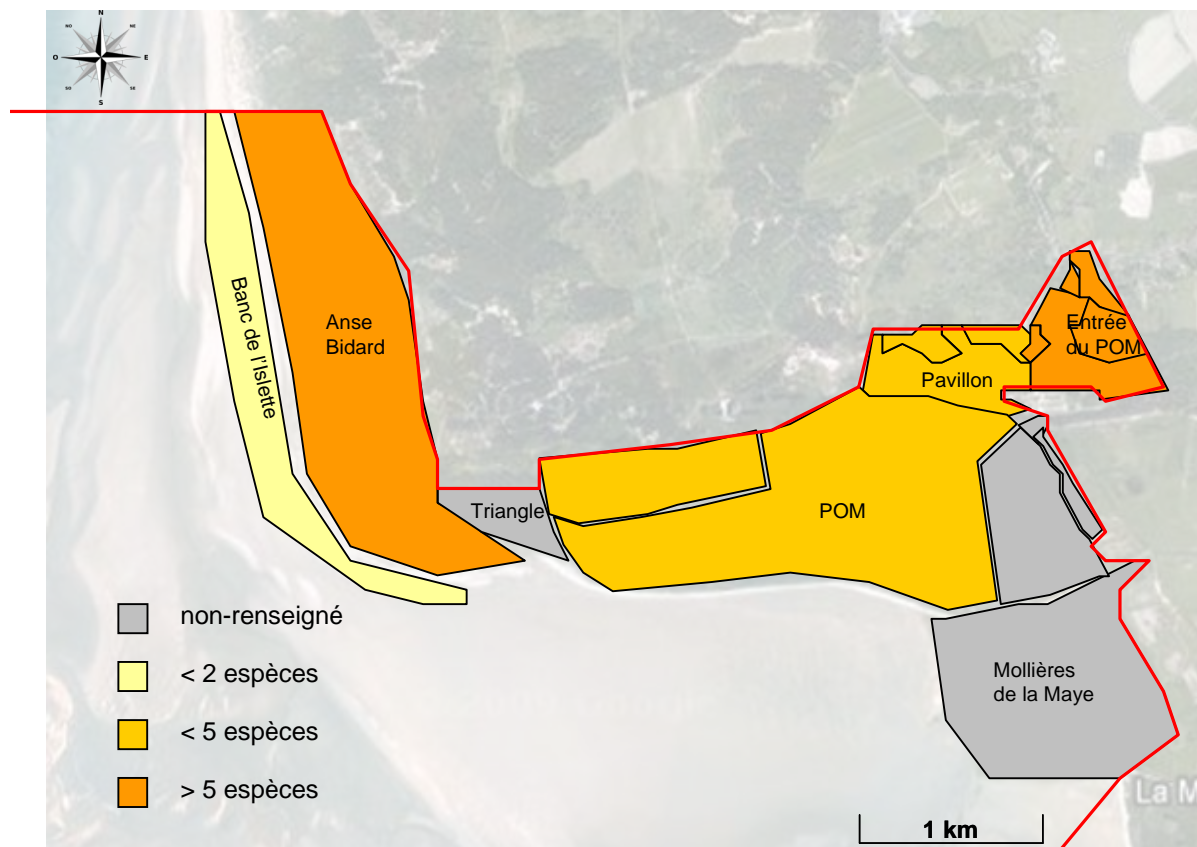 N
NO
NE
O
E
SO
SE
S
Banc de l'Islette
Anse
Bidard
Entrée
du POM
Pavillon
Triangle
POM
non-renseigné
< 2 espèces
< 5 espèces
> 5 espèces
Mollières
de la Maye
La M
1 km